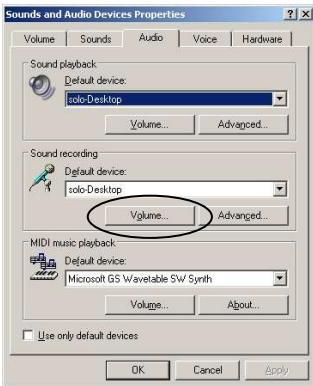 Sounds and Audio Devices Properties
Volume Sounds Audio Voice Hardware
Sound playback
Default device:
solo-Desktop
Volume... Advanced...
Sound recording
Default device:
solo-Desktop
Volume... Advanced...
MIDI music playback
Default device:
Microsoft GS Wavetable SW Synth
Volume... About...
Use only default devices
OK Cancel Apply